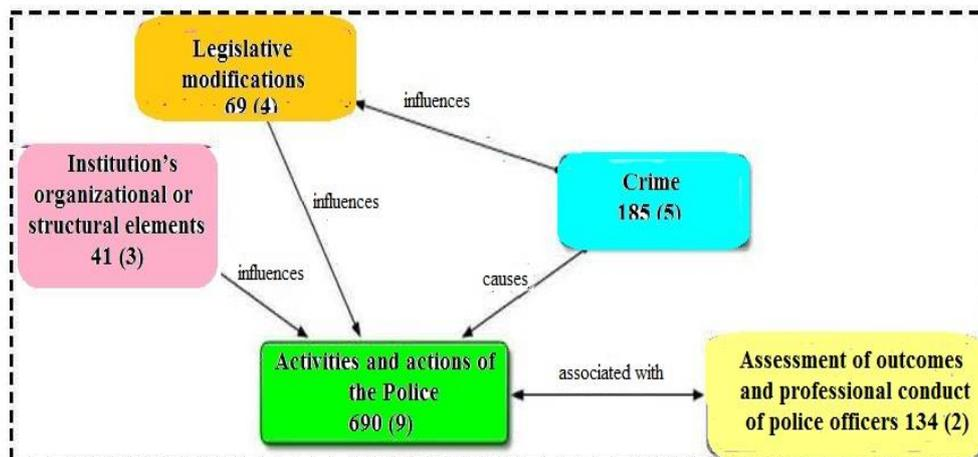 Legislative
modifications
69 (4)
influences
Institution's
organizational or
structural elements
41 (3)
Crime
185 (5)
influences
influences
causes
Activities and actions of
the Police
690 (9)
associated with
Assessment of outcomes
and professional conduct
of police officers 134 (2)